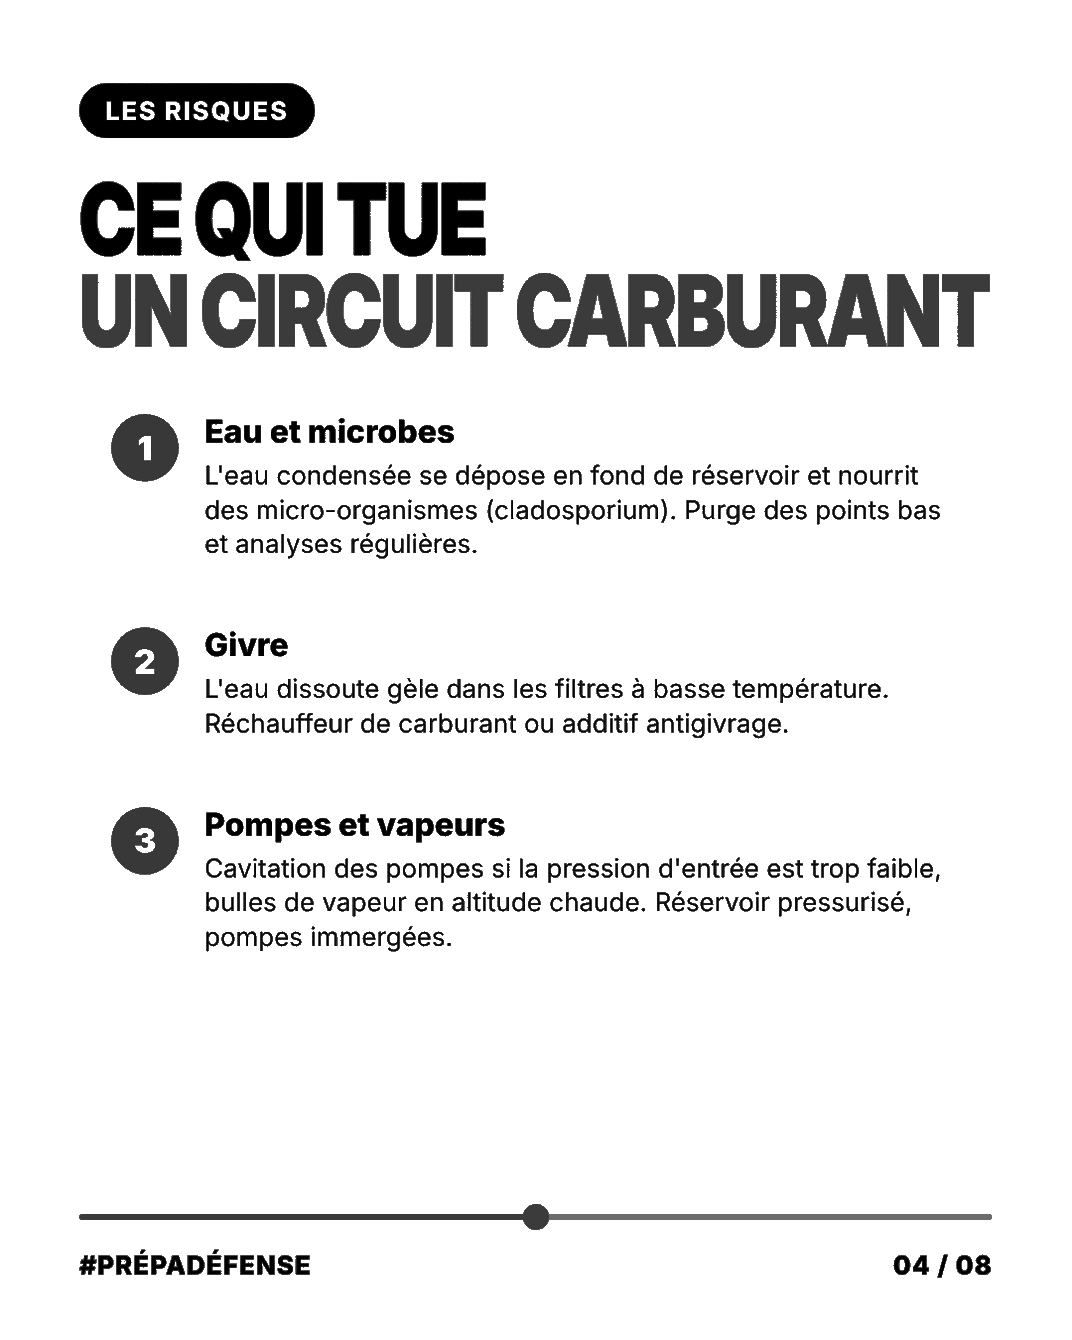 LES RISQUES
CE QUI TUE
UN CIRCUIT CARBURANT
1
Eau et microbes
L'eau condensée se dépose en fond de réservoir et nourrit
des micro-organismes (cladosporium). Purge des points bas
et analyses régulières.
2
Givre
L'eau dissoute gèle dans les filtres à basse température.
Réchauffeur de carburant ou additif antigivrage.
3
Pompes et vapeurs
Cavitation des pompes si la pression d'entrée est trop faible,
bulles de vapeur en altitude chaude. Réservoir pressurisé,
pompes immergées.
#PRÉPADÉFENSE
04 / 08